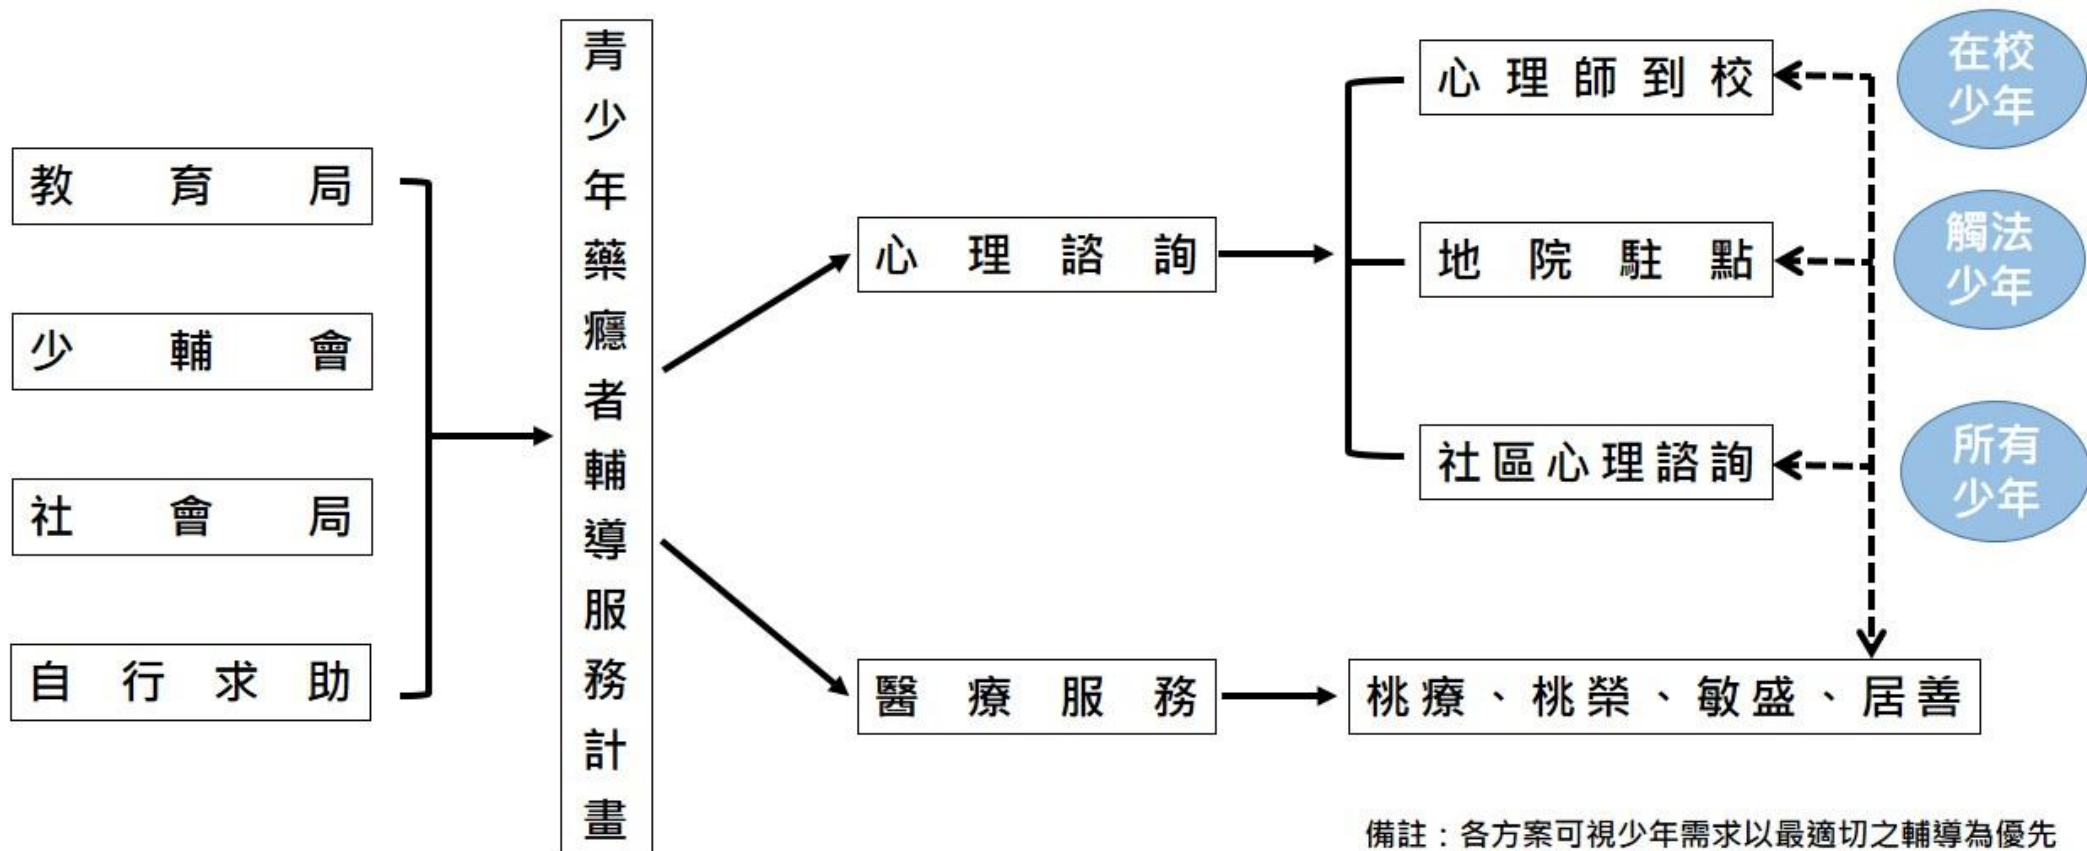 教育局
少輔會
社會局
自行求助
青少年藥癮者輔導服務計畫
心理諮詢
醫療服務
心理師到校
地院駐點
社區心理諮詢
桃療、桃榮、敏盛、居善
在校
少年
觸法
少年
所有
少年
備註：各方案可視少年需求以最適切之輔導為優先